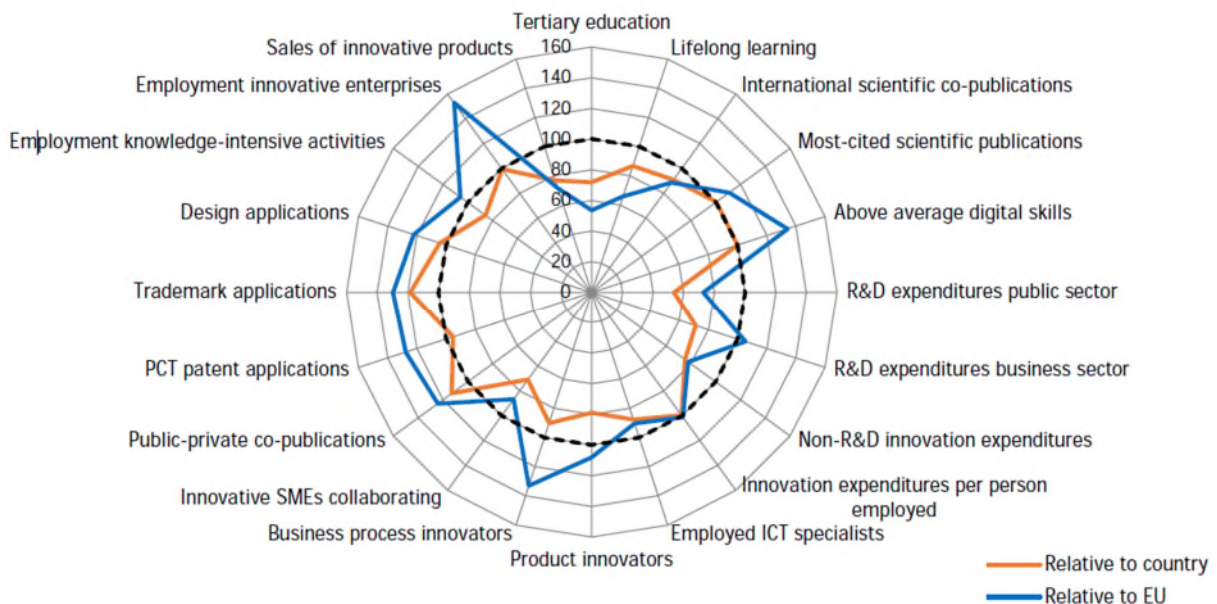 Tertiary education
Sales of innovative products
160
Lifelong learning
Employment innovative enterprises
140
International scientific co-publications
120
Employment knowledge-intensive activities
100
Most-cited scientific publications
80
Design applications
60
Above average digital skills
40
20
Trademark applications
0
R&D expenditures public sector
PCT patent applications
R&D expenditures business sector
Public-private co-publications
Non-R&D innovation expenditures
Innovative SMEs collaborating
Innovation expenditures per person
employed
Business process innovators
Employed ICT specialists
Product innovators
Relative to country
Relative to EU